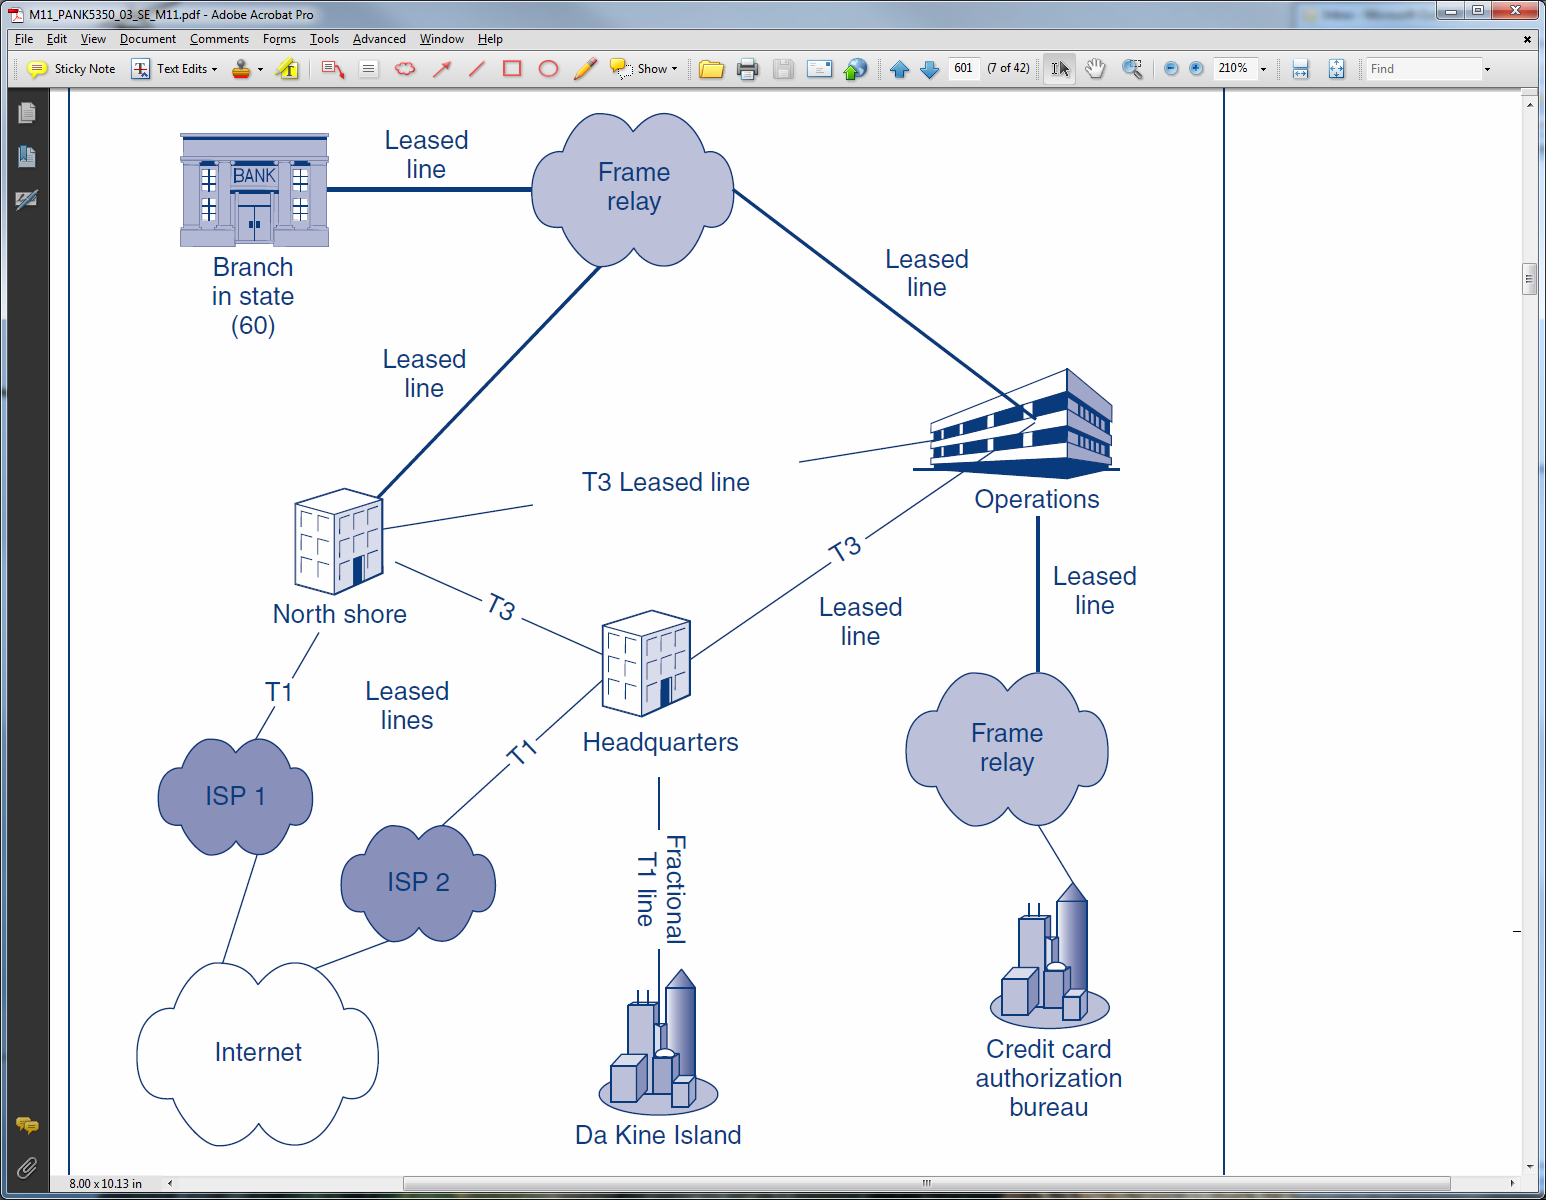 M11_PANK5350_03_SE_M11.pdf - Adobe Acrobat Pro
File Edit View Document Comments Forms Tools Advanced Window Help
Sticky Note Text Edits Show 601 (7 of 42) 210% Find
Leased
line
Frame
relay
BANK
Branch
in state
(60)
Leased
line
Leased
line
T3 Leased line
Operations
T3
Leased
line
Leased
line
North shore
T3
T1
Leased
lines
T1
Headquarters
Frame
relay
ISP 1
ISP 2
Fractional
T1 line
Internet
Credit card
authorization
bureau
Da Kine Island
8.00 x 10.13 in